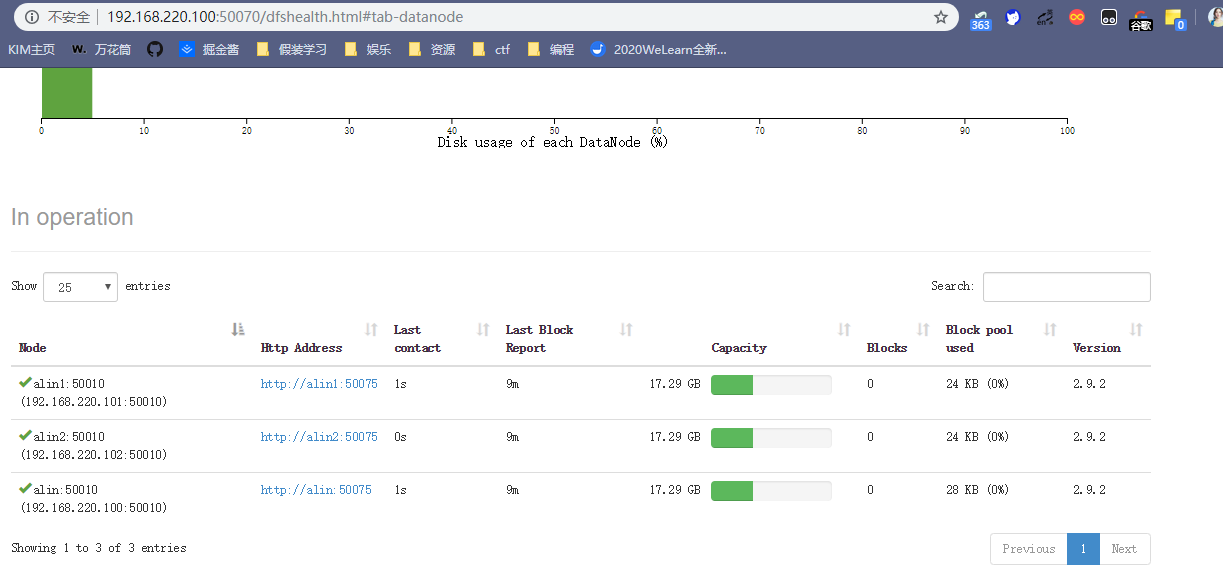 不安全 192.168.220.100:50070/dfshealth.html#tab-datanode 363 谷歌 0
KIM主页 W. 万花筒 掘金酱 假装学习 娱乐 资源 ctf 编程 2020WeLearn全新...
0 10 20 30 40 50 60 70 80 90 100
Disk usage of each DataNode (%)
In operation
Show 25 entries Search:
Node Http Address Last contact Last Block Report Capacity Blocks Block pool used Version
alin1:50010 http://alin1:50075 1s 9m 17.29 GB 0 24 KB (0%) 2.9.2
(192.168.220.101:50010)
alin2:50010 http://alin2:50075 0s 9m 17.29 GB 0 24 KB (0%) 2.9.2
(192.168.220.102:50010)
alin:50010 http://alin:50075 1s 9m 17.29 GB 0 28 KB (0%) 2.9.2
(192.168.220.100:50010)
Showing 1 to 3 of 3 entries Previous 1 Next